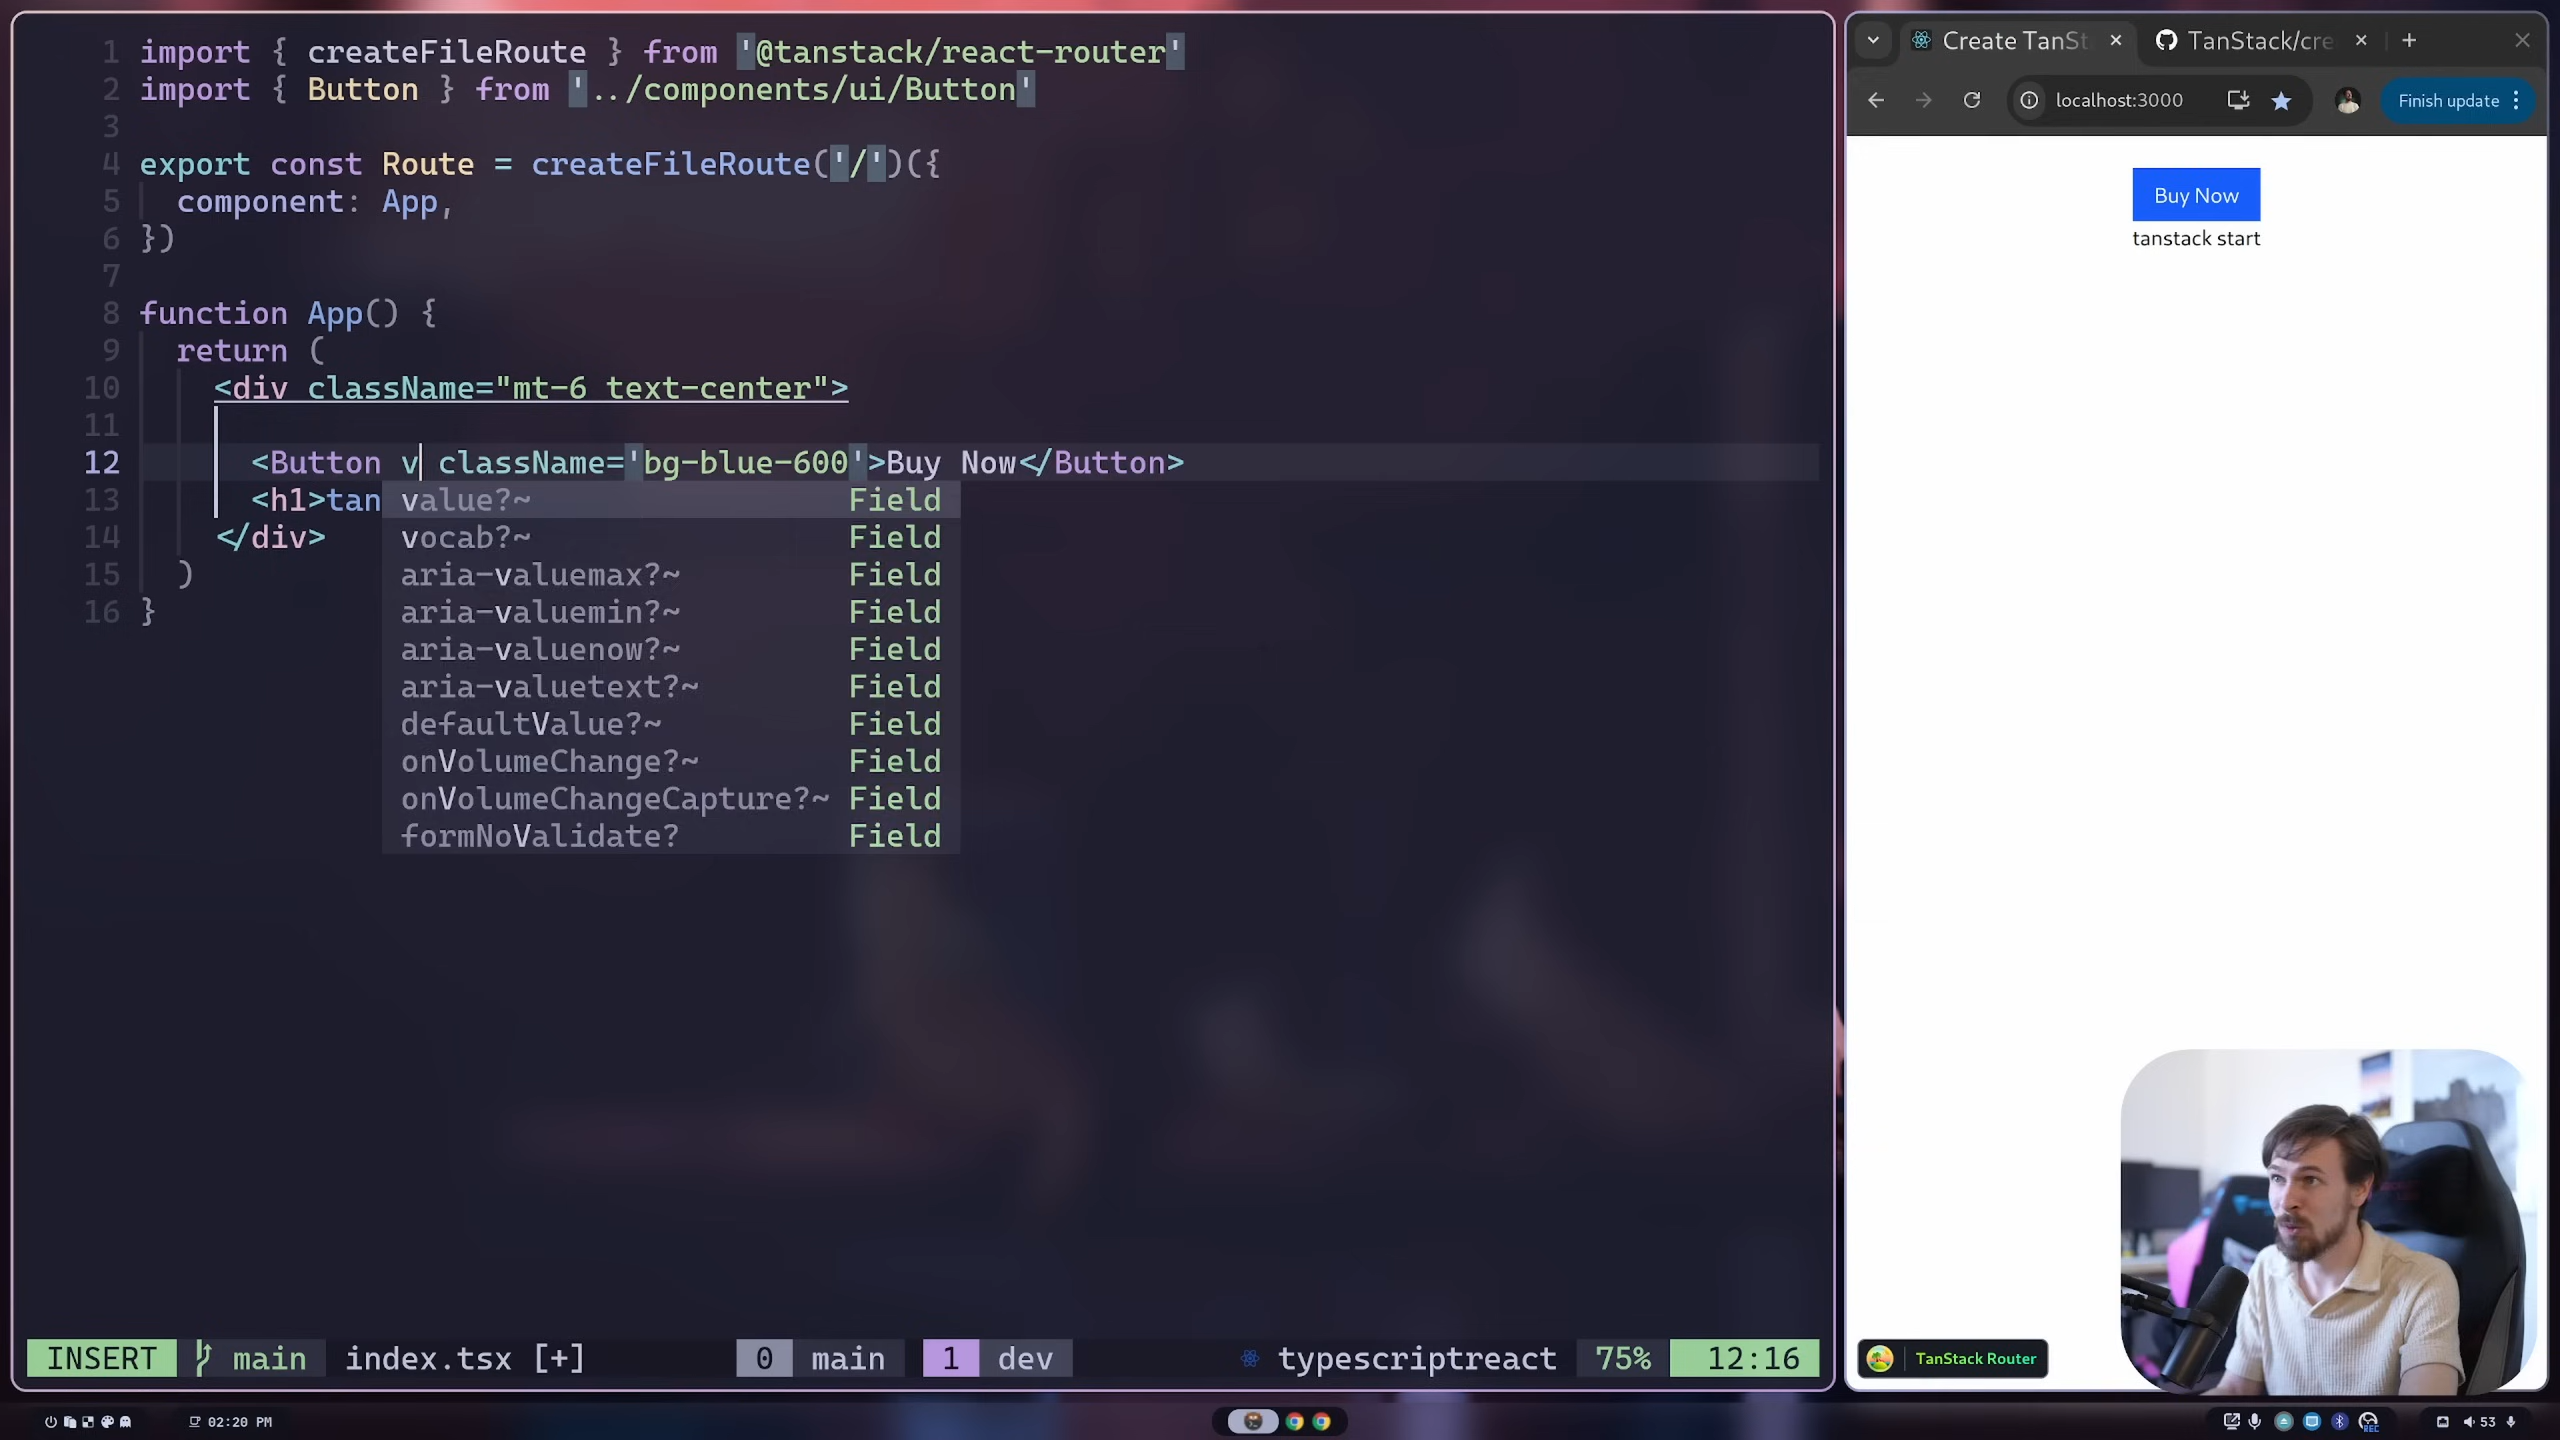 1 import { createFileRoute } from '@tanstack/react-router'
2 import { Button } from '../components/ui/Button'
3
4 export const Route = createFileRoute('/')({
5 component: App,
6 })
7
8 function App() {
9 return (
10 <div className="mt-6 text-center">
11
12 <Button v className='bg-blue-600'>Buy Now</Button>
13 <h1>tan
14 </div>
15 )
16 }
value?~ Field
vocab?~ Field
aria-valuemax?~ Field
aria-valuemin?~ Field
aria-valuenow?~ Field
aria-valuetext?~ Field
defaultValue?~ Field
onVolumeChange?~ Field
onVolumeChangeCapture?~ Field
formNoValidate? Field
INSERT main index.tsx [+] 0 main 1 dev typescriptreact 75% 12:16
Create TanSt TanStack/cre
localhost:3000 Finish update
Buy Now
tanstack start
TanStack Router
02:20 PM
REC 53